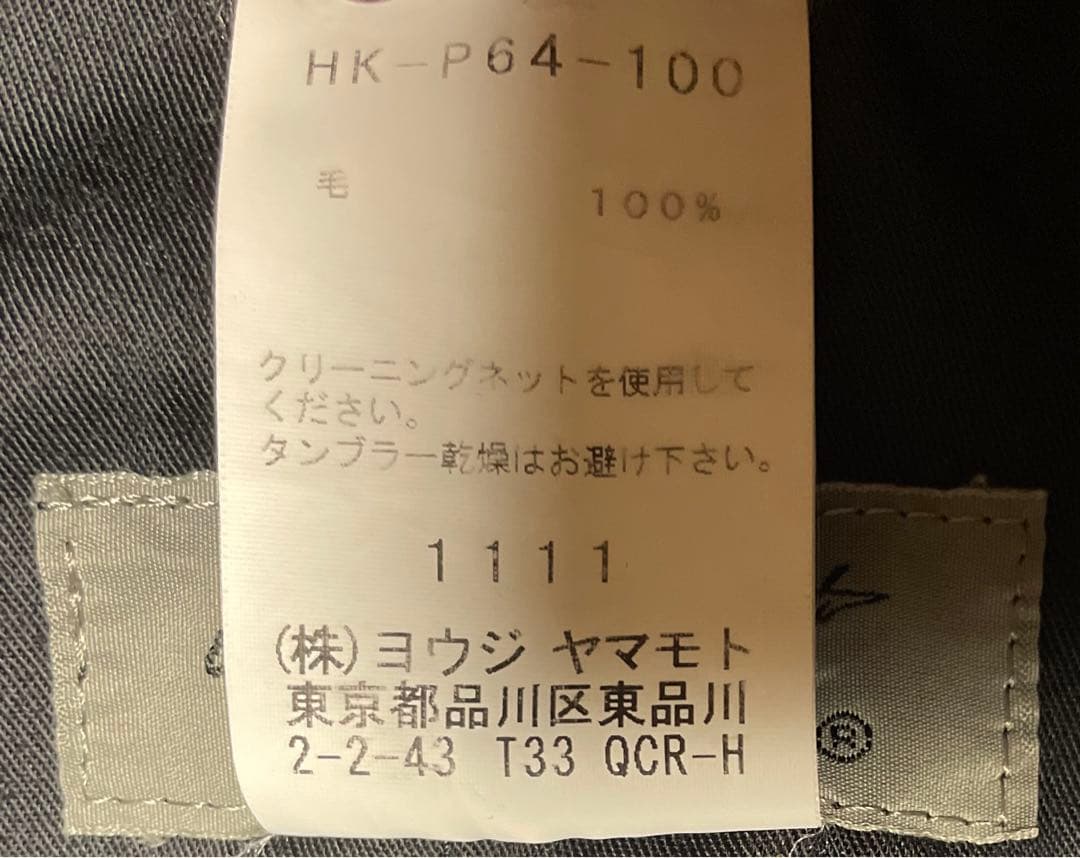 HK-P64-100
毛 100%
クリーニングネットを使用して
ください。
タンブラー乾燥はお避け下さい。
1111
(株)ヨウジ ヤマモト
東京都品川区東品川
2-2-43 T33 QCR-H
®